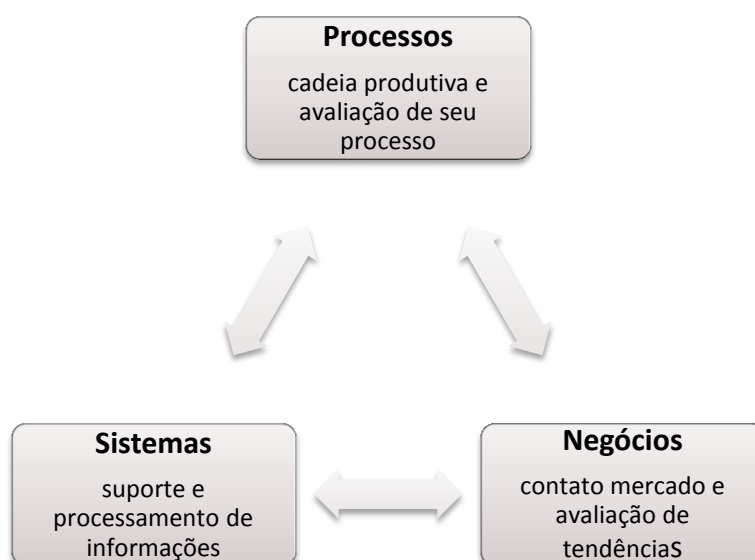 Processos
cadeia produtiva e
avaliação de seu
processo
Sistemas
suporte e
processamento de
informações
Negócios
contato mercado e
avaliação de
tendências